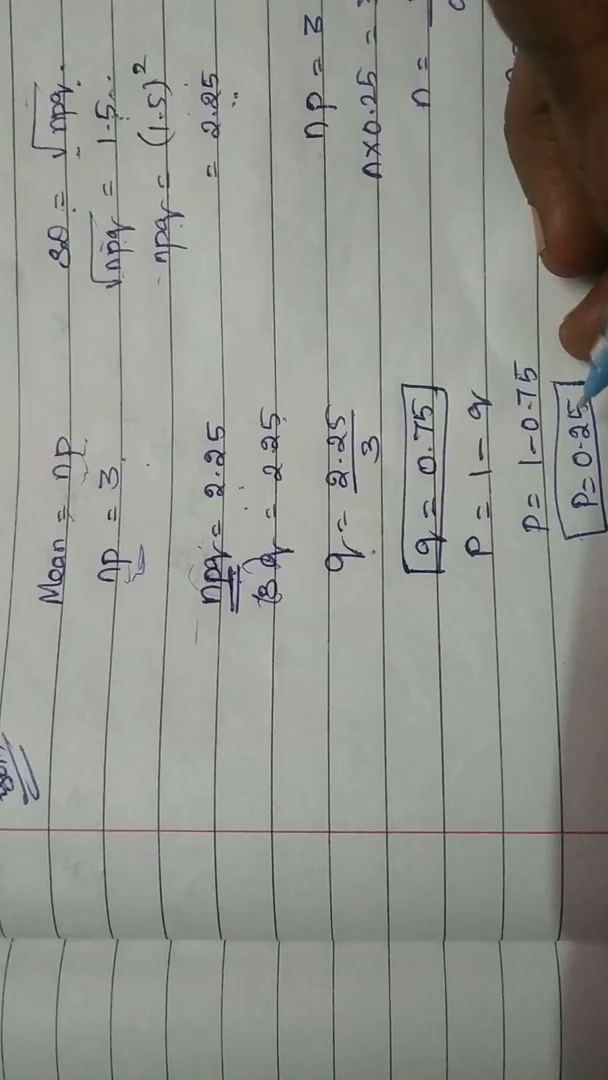 Soln
Mean = np
np = 3
SD = √npq.
√npq = 1.5
npq = (1.5)²
= 2.25
npq = 2.25
(3) q = 2.25
q = 2.25/3
q = 0.75
P = 1 - q
P = 1 - 0.75
P = 0.25
np = 3
n × 0.25 =
n =